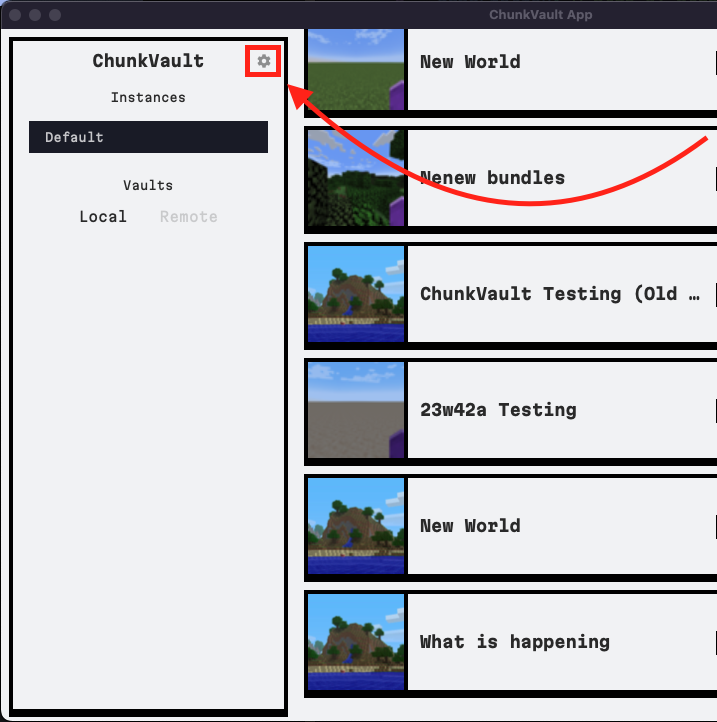 ChunkVault App
ChunkVault
Instances
Default
Vaults
Local Remote
New World
Nenew bundles
ChunkVault Testing (Old …
23w42a Testing
New World
What is happening